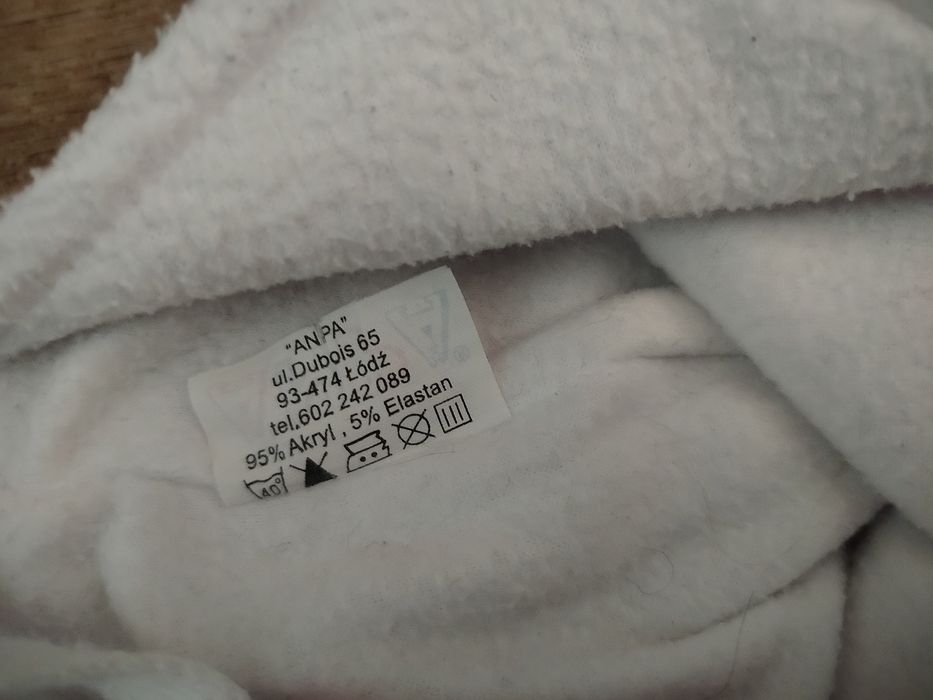 "ANPA"
ul.Dubois 65
93-474 Łódź
tel.602 242 089
95% Akryl , 5% Elastan
40°